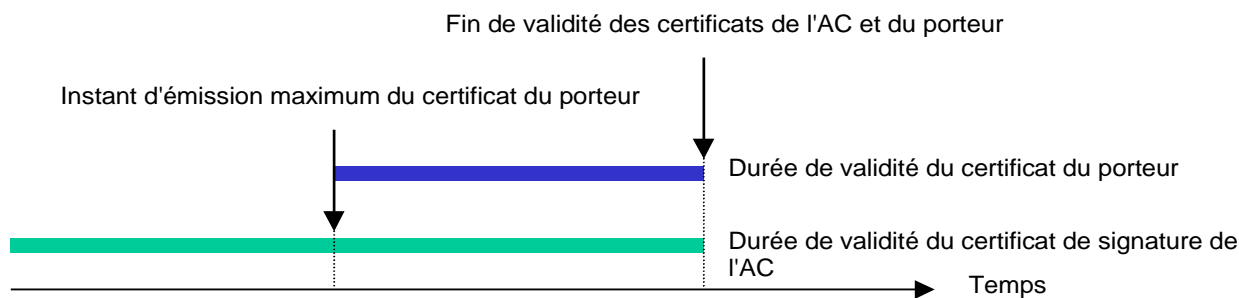 Fin de validité des certificats de l'AC et du porteur
Instant d'émission maximum du certificat du porteur
Durée de validité du certificat du porteur
Durée de validité du certificat de signature de
l'AC
Temps